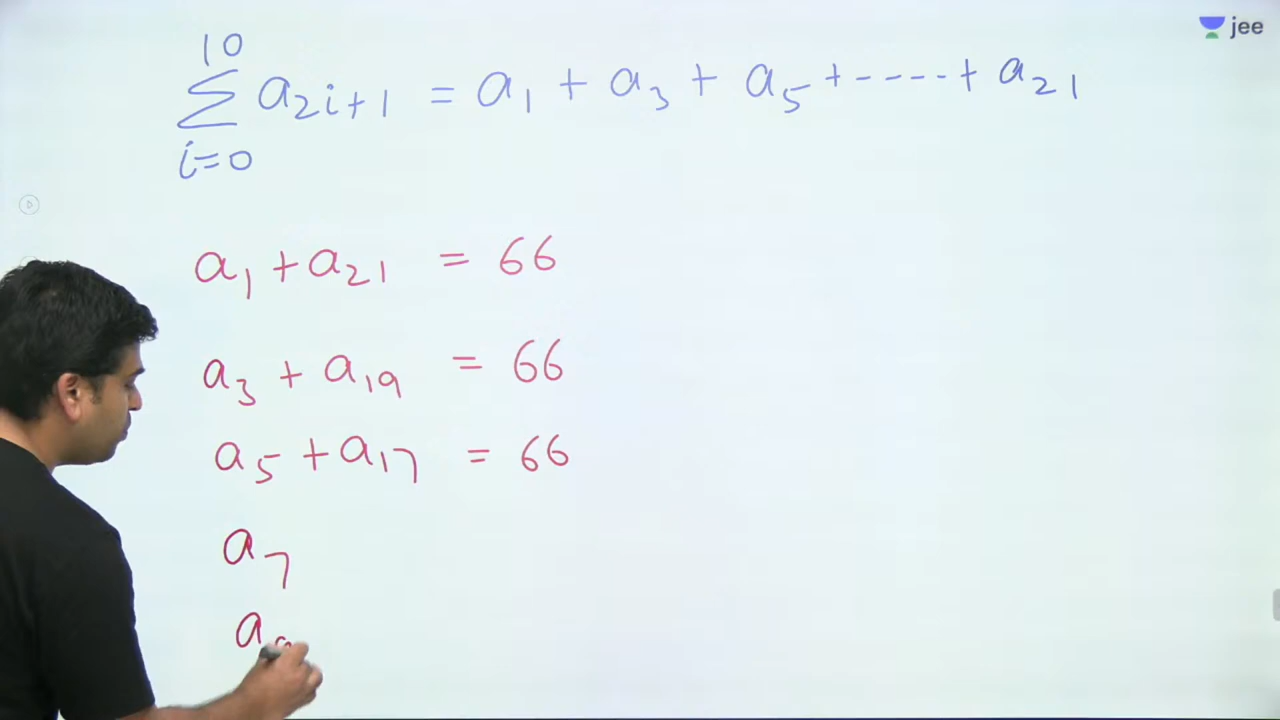 jee
10
∑ a₂ᵢ₊₁ = a₁ + a₃ + a₅ + ---- + a₂₁
i=0
a₁ + a₂₁ = 66
a₃ + a₁₉ = 66
a₅ + a₁₇ = 66
a₇
a